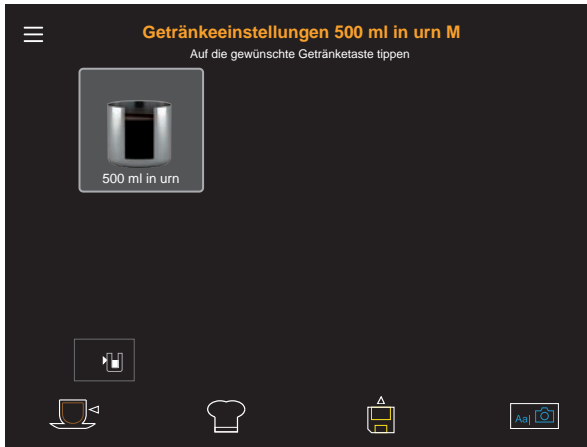 Getränkeeinstellungen 500 ml in urn M
Auf die gewünschte Getränketaste tippen
500 ml in urn
Aa|